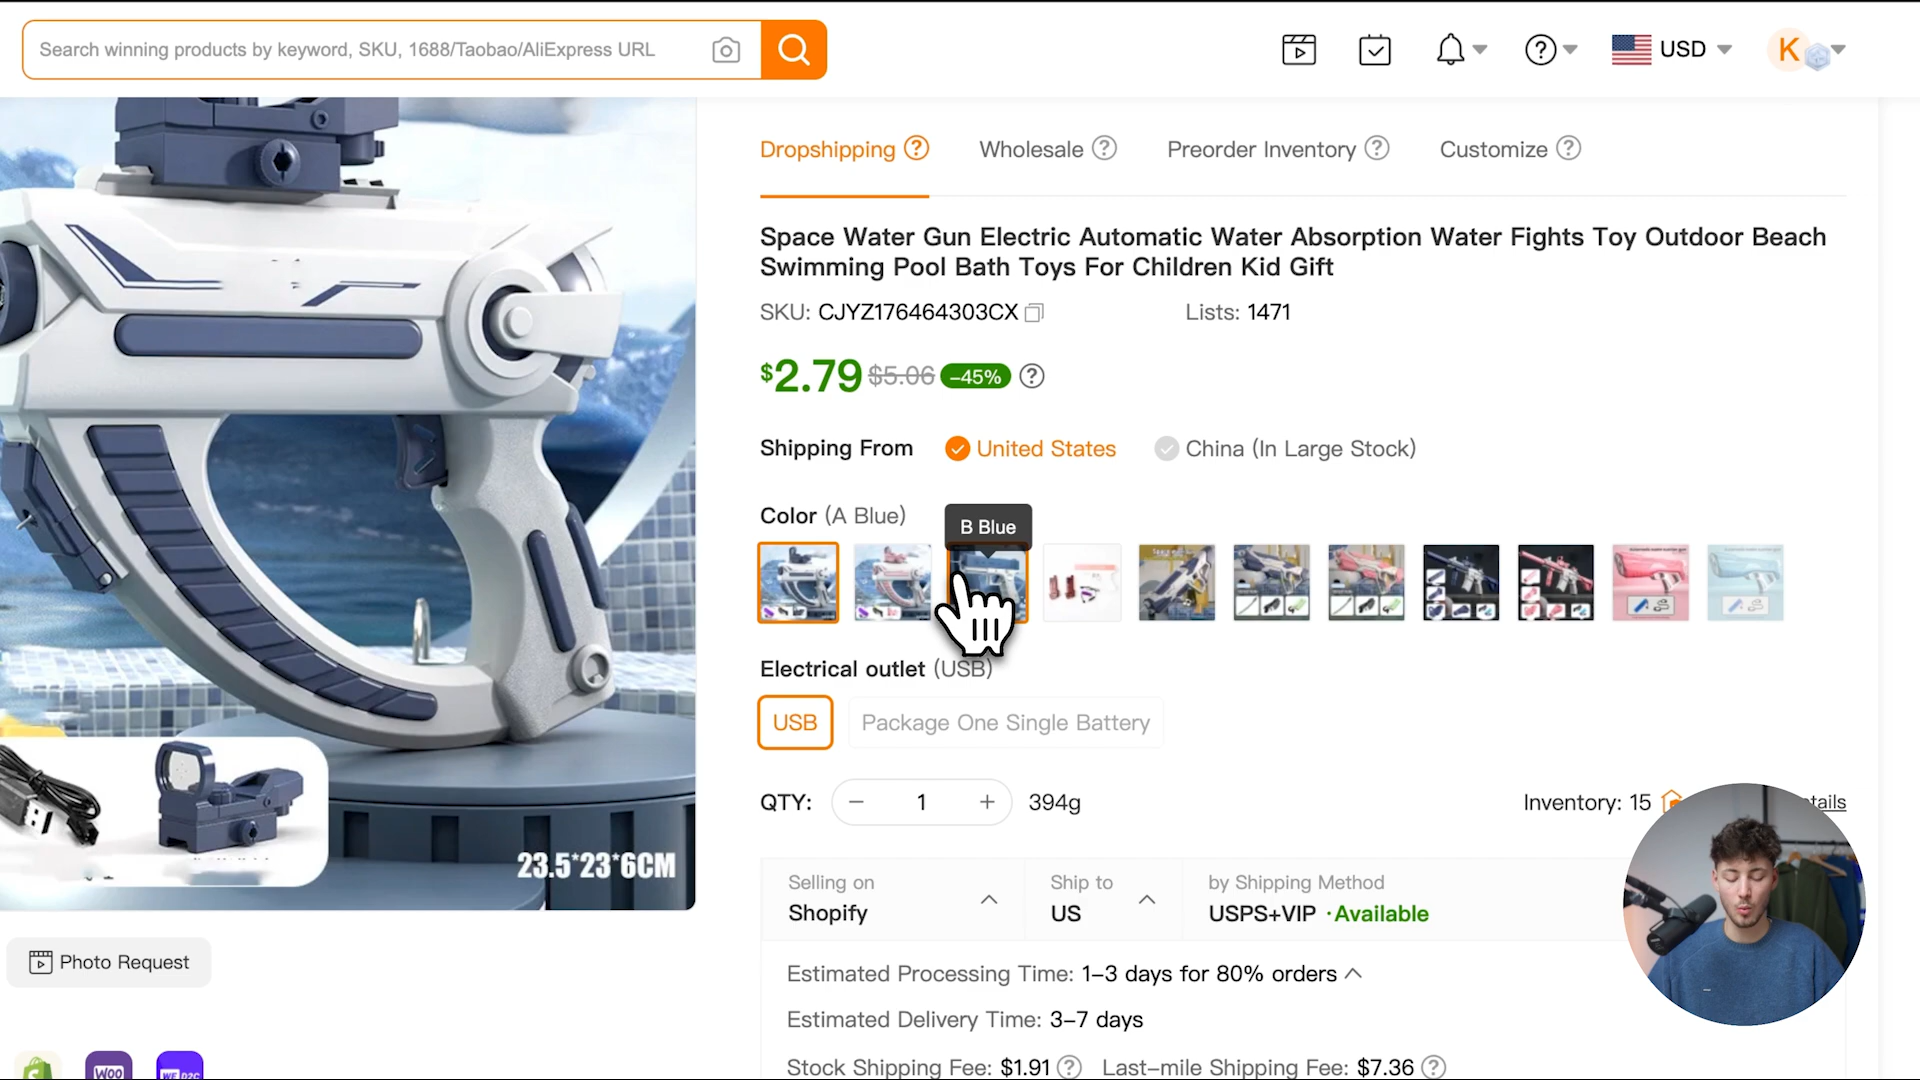 Search winning products by keyword, SKU, 1688/Taobao/AliExpress URL
USD
K
Dropshipping ?
Wholesale ?
Preorder Inventory ?
Customize ?
Space Water Gun Electric Automatic Water Absorption Water Fights Toy Outdoor Beach
Swimming Pool Bath Toys For Children Kid Gift
SKU: CJYZ176464303CX
Lists: 1471
$2.79 $5.06 -45% ?
Shipping From United States China (In Large Stock)
Color (A Blue)
B Blue
Electrical outlet (USB)
USB
Package One Single Battery
QTY: − 1 + 394g
Inventory: 15
tails
23.5*23*6CM
Selling on
Shopify
Ship to
US
by Shipping Method
USPS+VIP ·Available
Photo Request
Estimated Processing Time: 1-3 days for 80% orders
Estimated Delivery Time: 3-7 days
Stock Shipping Fee: $1.91 ? Last-mile Shipping Fee: $7.36 ?
WOO
WE D2C